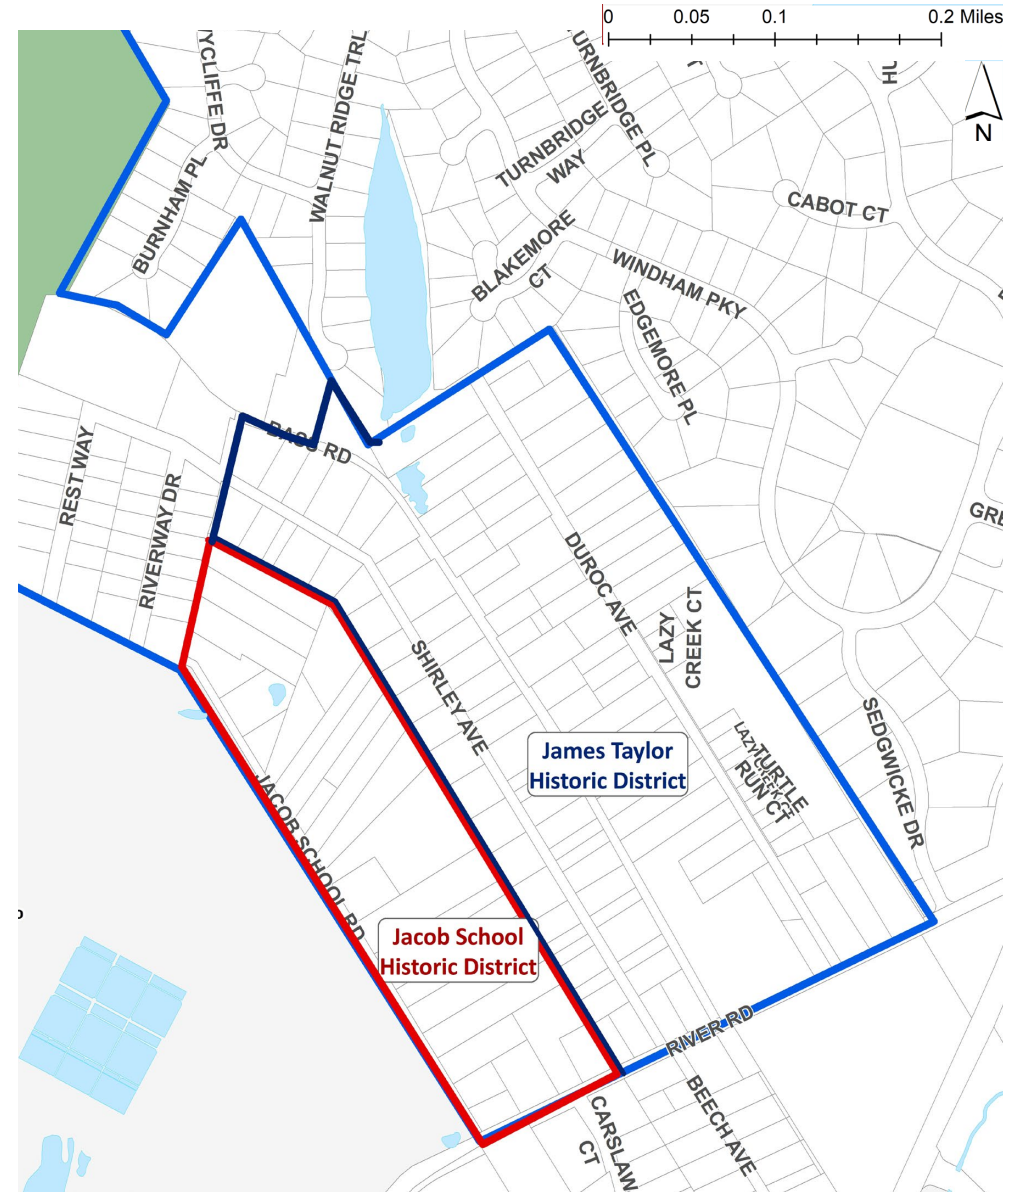 0 0.05 0.1 0.2 Miles
N
YCLIFFE DR
WALNUT RIDGE TRL
URNBRIDGE PL
TURNBRIDGE
WAY
BURNHAM PL
CABOT CT
BLAKEMORE
CT
WINDHAM PKY
EDGEMORE PL
RD
REST WAY
RIVERWAY DR
GRE
DUROC AVE
LAZY
CREEK CT
SHIRLEY AVE
SEDGWICKE DR
James Taylor
Historic District
TURTLE
RUN CT
JACOB SCHOOL RD
Jacob School
Historic District
RIVER RD
BEECH AVE
CARSLAW
CT